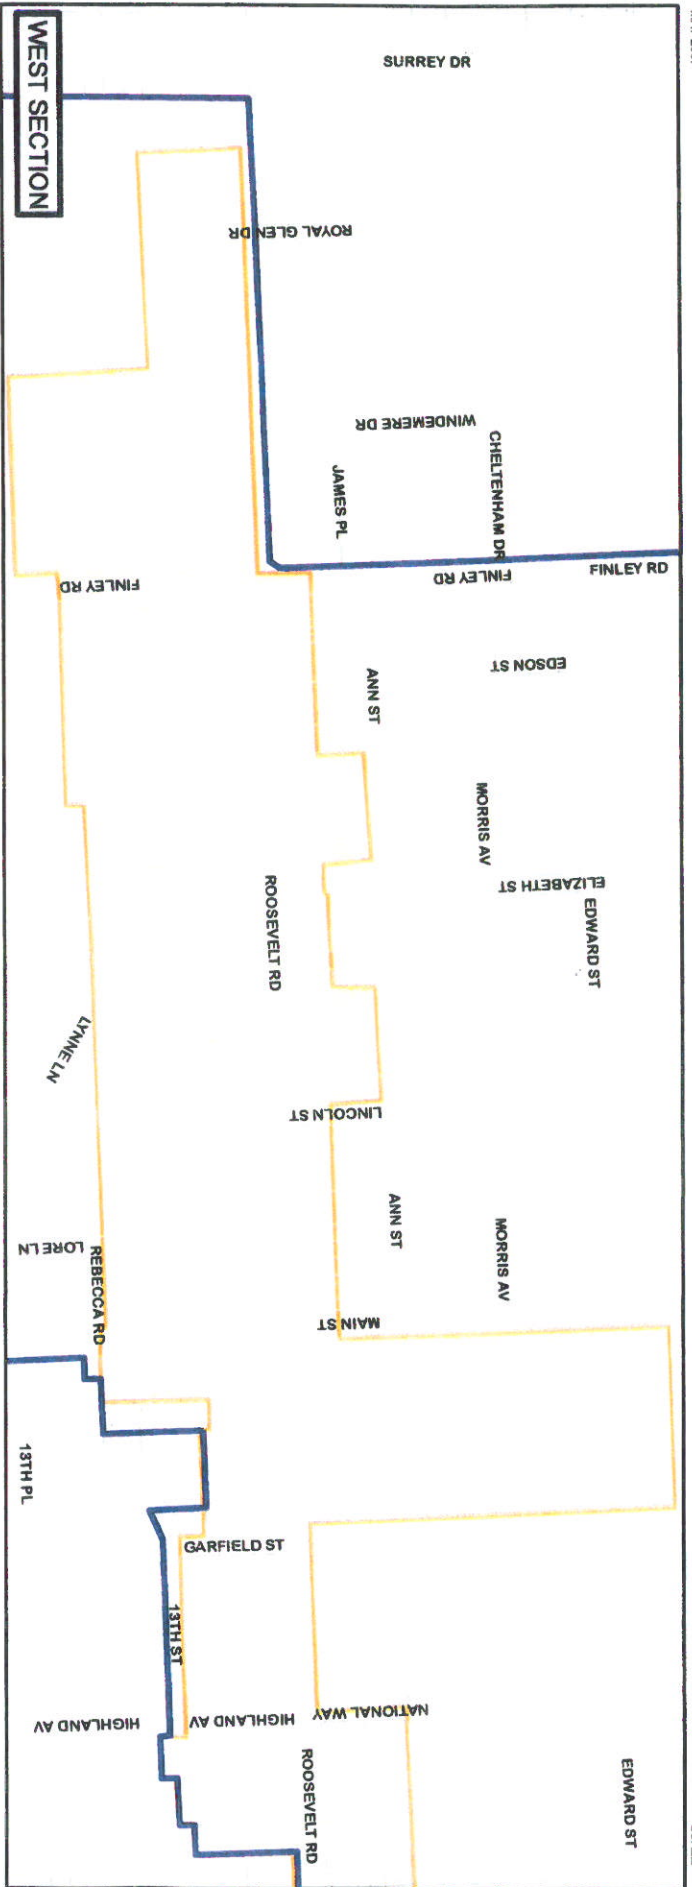 FINLEY RD
EDWARD ST
EDWARD ST
EDSON ST
ELIZABETH ST
CHELTENHAM DR
FINLEY RD
MORRIS AV
MORRIS AV
SURREY DR
WINDEMERE DR
ANN ST
ANN ST
NATIONAL WAY
JAMES PL
LINCOLN ST
MAIN ST
ROYAL GLEN DR
ROOSEVELT RD
ROOSEVELT RD
GARFIELD ST
HIGHLAND AV
13TH ST
FINLEY RD
LYNNE LN
REBECCA RD
LORE LN
HIGHLAND AV
13TH PL
WEST SECTION